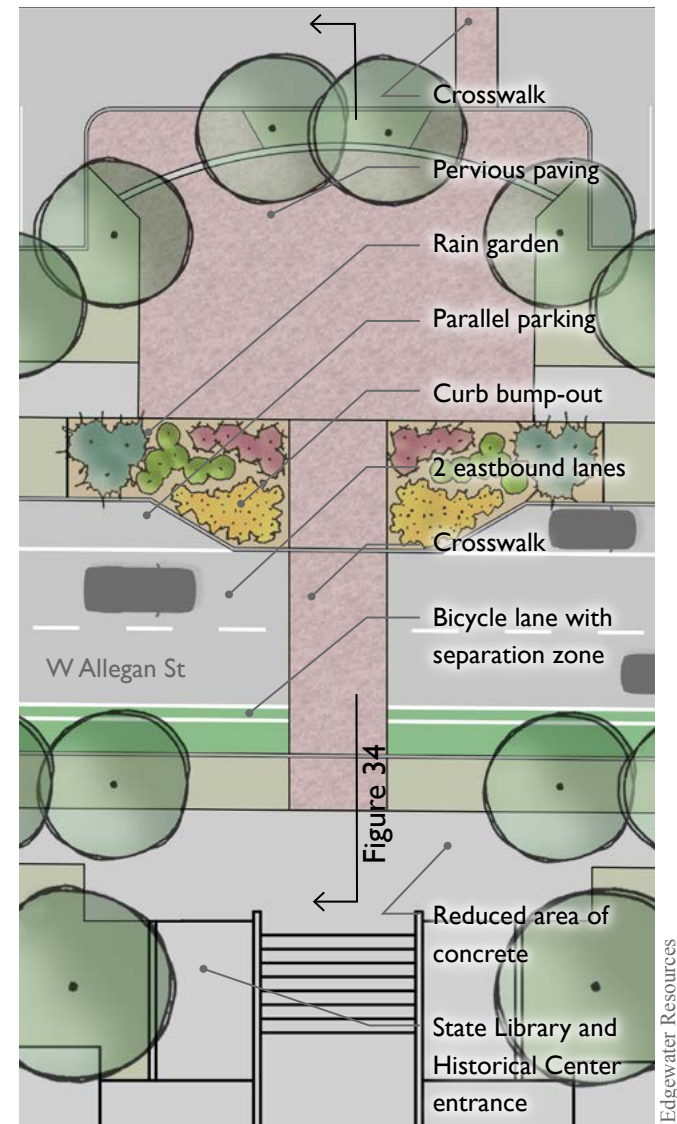 Crosswalk
Pervious paving
Rain garden
Parallel parking
Curb bump-out
2 eastbound lanes
Crosswalk
Bicycle lane with
separation zone
W Allegan St
Figure 34
Reduced area of
concrete
State Library and
Historical Center
entrance
Edgewater Resources